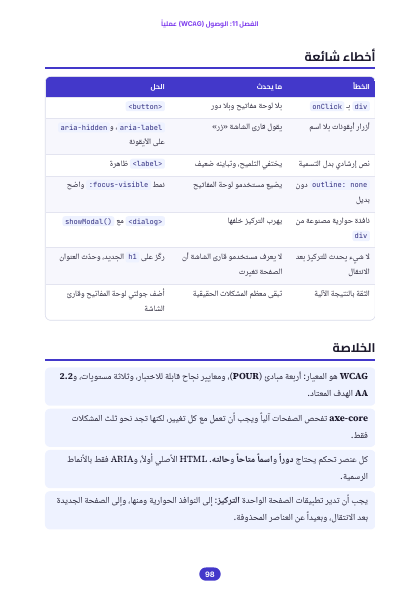 الفصل 11: الوصول (WCAG) عملياً
أخطاء شائعة
الخطأ ما يحدث الحل
div بـ onClick بلا لوحة مفاتيح وبلا دور <button>
أزرار أيقونات بلا اسم يقول قارئ الشاشة «زر» aria-label، و aria-hidden
على الأيقونة
نص إرشادي بدل التسمية يختفي التلميح، وتباينه ضعيف <label> ظاهرة
outline: none دون يضيع مستخدمو لوحة المفاتيح نمط :focus-visible واضح
بديل
نافذة حوارية مصنوعة من يهرب التركيز خلفها <dialog> مع showModal()
div
لا شيء يحدث للتركيز بعد لا يعرف مستخدمو قارئ الشاشة أن ركّز على h1 الجديد، وحدّث العنوان
الانتقال الصفحة تغيرت
الثقة بالنتيجة الآلية تبقى معظم المشكلات الحقيقية أضف جولتي لوحة المفاتيح وقارئ
الشاشة
الخلاصة
WCAG هو المعيار: أربعة مبادئ (POUR)، ومعايير نجاح قابلة للاختبار، وثلاثة مستويات، و2.2
AA الهدف المعتاد.
axe-core تفحص الصفحات آلياً ويجب أن تعمل مع كل تغيير، لكنها تجد نحو ثلث المشكلات
فقط.
كل عنصر تحكم يحتاج دوراً واسماً متاحاً وحالته. HTML الأصلي أولاً، وARIA فقط بالأنماط
الرسمية.
يجب أن تدير تطبيقات الصفحة الواحدة التركيز: إلى النوافذ الحوارية ومنها، وإلى الصفحة الجديدة
بعد الانتقال، وبعيداً عن العناصر المحذوفة.
98